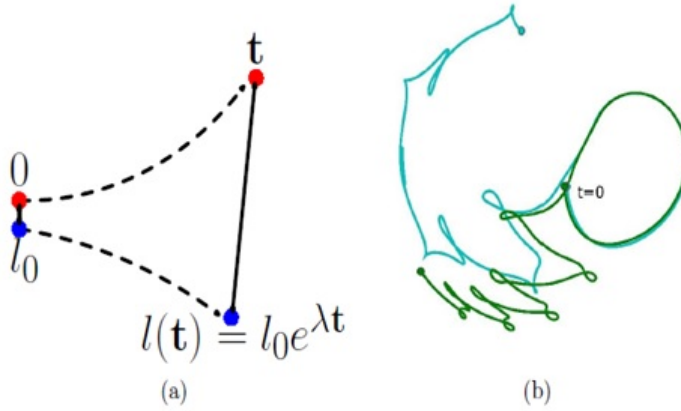 t
0
l₀
l(t) = l₀e^{λt}
t=0
(a)
(b)